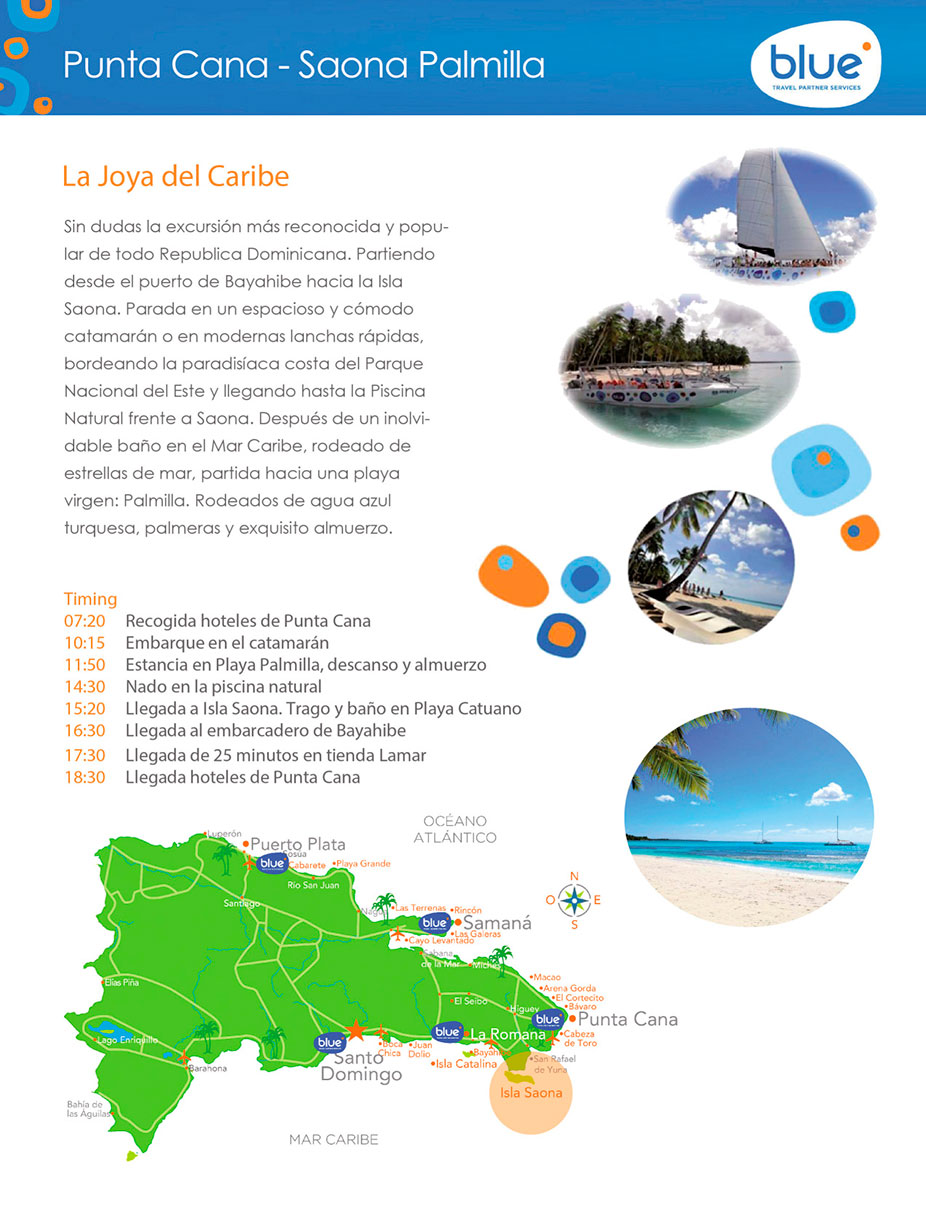 Punta Cana - Saona Palmilla
blue
TRAVEL PARTNER SERVICES
La Joya del Caribe
Sin dudas la excursión más reconocida y popu-
lar de todo Republica Dominicana. Partiendo
desde el puerto de Bayahibe hacia la Isla
Saona. Parada en un espacioso y cómodo
catamarán o en modernas lanchas rápidas,
bordeando la paradisíaca costa del Parque
Nacional del Este y llegando hasta la Piscina
Natural frente a Saona. Después de un inolvi-
dable baño en el Mar Caribe, rodeado de
estrellas de mar, partida hacia una playa
virgen: Palmilla. Rodeados de agua azul
turquesa, palmeras y exquisito almuerzo.
Timing
07:20 Recogida hoteles de Punta Cana
10:15 Embarque en el catamarán
11:50 Estancia en Playa Palmilla, descanso y almuerzo
14:30 Nado en la piscina natural
15:20 Llegada a Isla Saona. Trago y baño en Playa Catuano
16:30 Llegada al embarcadero de Bayahibe
17:30 Llegada de 25 minutos en tienda Lamar
18:30 Llegada hoteles de Punta Cana
OCÉANO
ATLÁNTICO
Luperón
Puerto Plata
blue
Sosua
Cabarete
Playa Grande
Río San Juan
Santiago
N
O
E
S
Nagua
Las Terrenas
Rincón
blue
Samaná
Las Galeras
Cayo Levantado
Sabana
de la Mar
Miches
Macao
Arena Gorda
El Cortecito
Bávaro
Elías Piña
El Seibo
Higuey
blue
Punta Cana
Cabeza
de Toro
Lago Enriquillo
blue
Santo
Domingo
Boca
Chica
Juan
Dolio
blue
La Romana
Bayahibe
Isla Catalina
San Rafael
de Yuna
Barahona
Isla Saona
Bahía de
las Águilas
MAR CARIBE